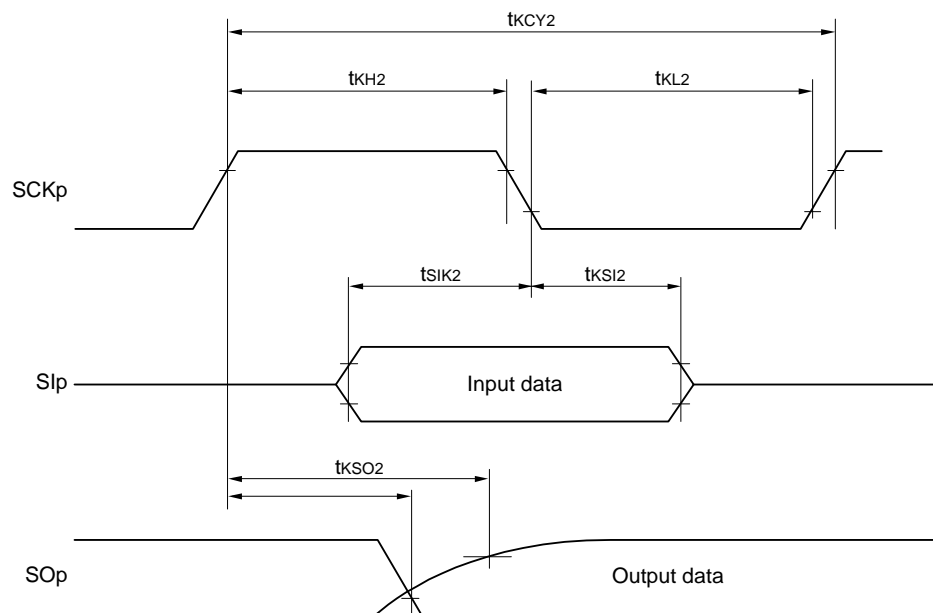 tKCY2
tKH2
tKL2
SCKp
tSIK2
tKSI2
SIp
Input data
tKSO2
SOp
Output data